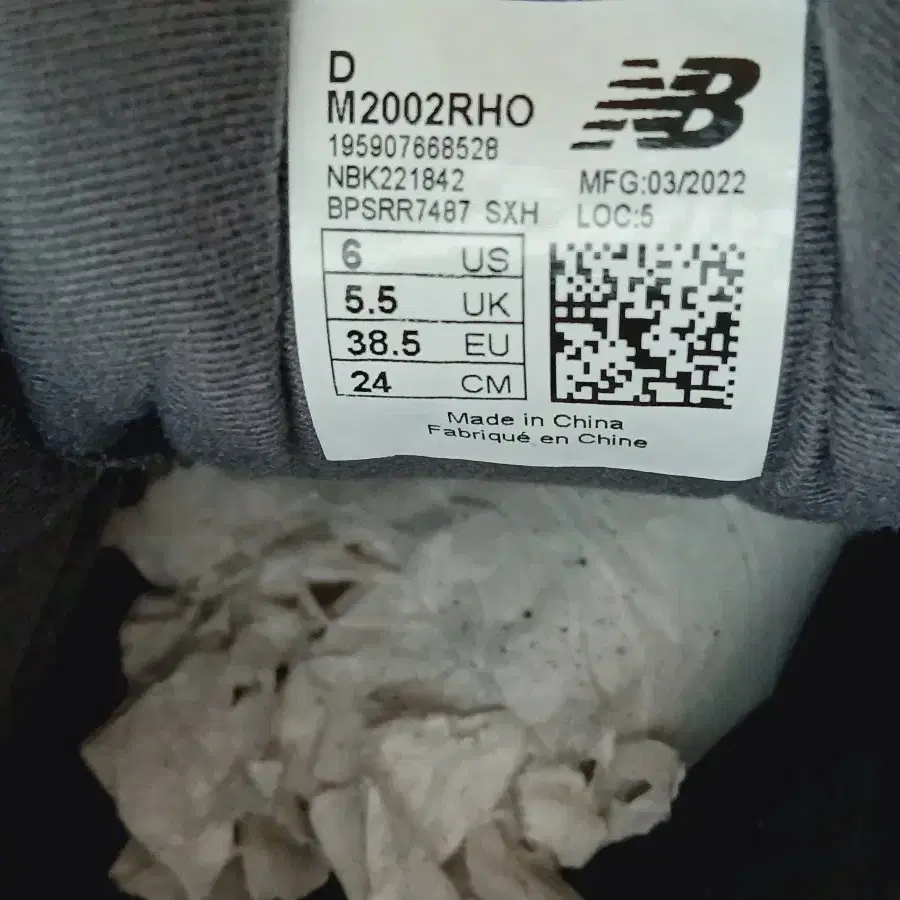 D
M2002RHO
195907668528
NBK221842
MFG:03/2022
BPSRR7487 SXH
LOC:5
6 US
5.5 UK
38.5 EU
24 CM
Made in China
Fabriqué en Chine
NB